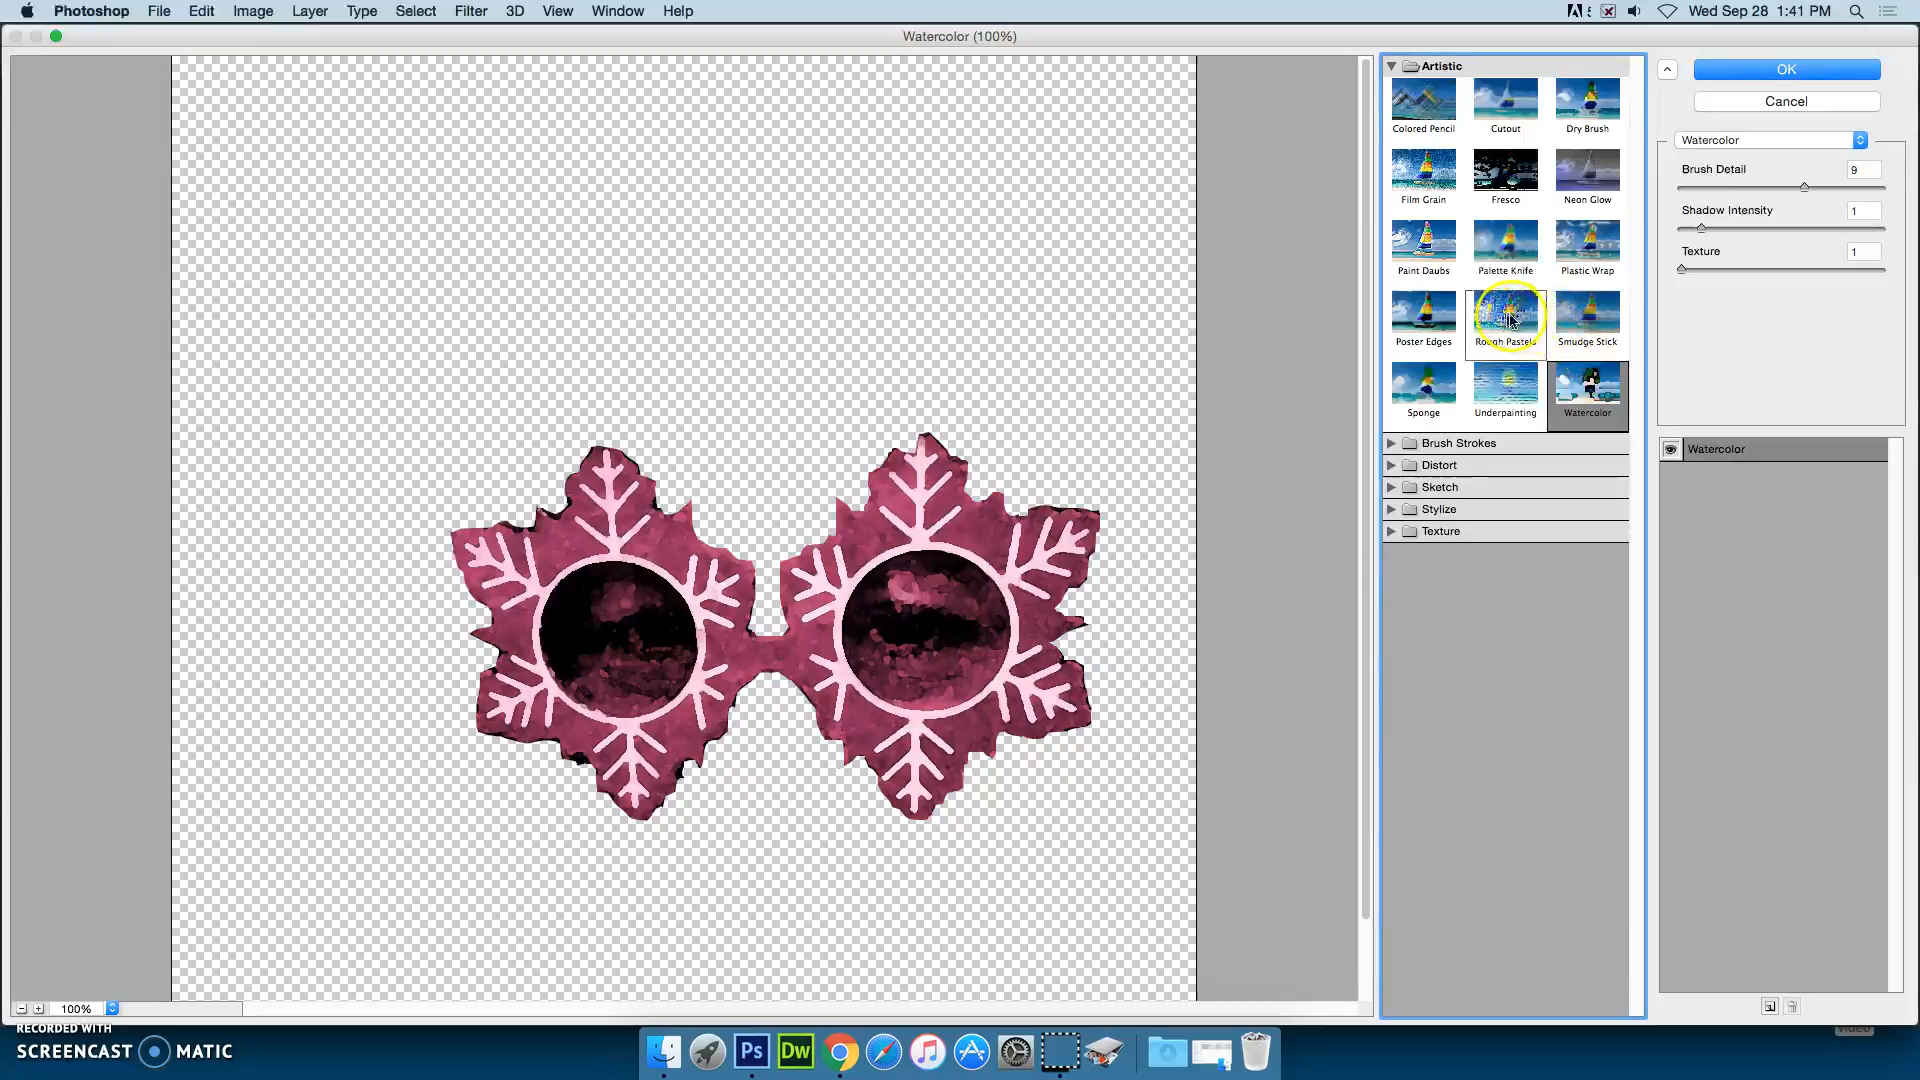 Photoshop File Edit Image Layer Type Select Filter 3D View Window Help Wed Sep 28 1:41 PM
Watercolor (100%)
Artistic
Colored Pencil Cutout Dry Brush
Film Grain Fresco Neon Glow
Paint Daubs Palette Knife Plastic Wrap
Poster Edges Rough Pastels Smudge Stick
Sponge Underpainting Watercolor
Brush Strokes
Distort
Sketch
Stylize
Texture
OK
Cancel
Watercolor
Brush Detail 9
Shadow Intensity 1
Texture 1
Watercolor
100%
RECORDED WITH
SCREENCAST MATIC
Ps Dw
Video